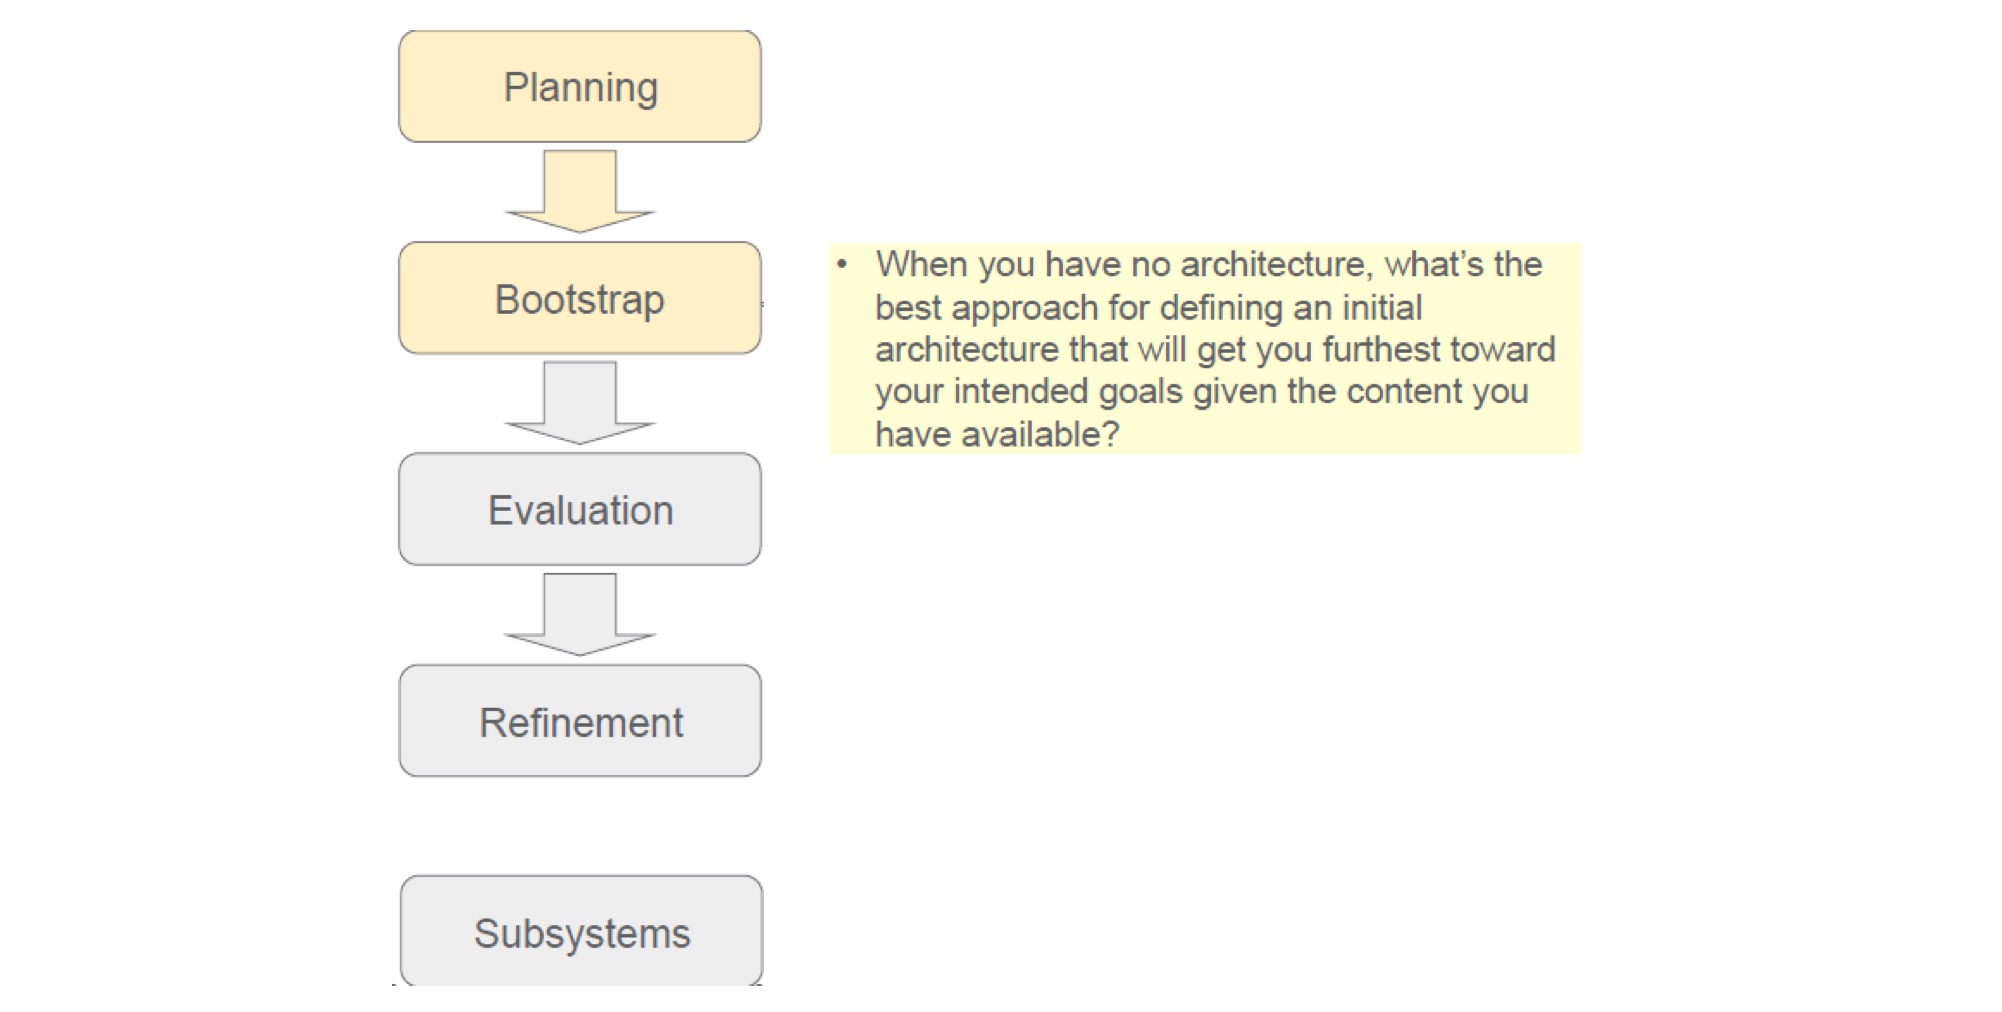 Planning
Bootstrap
• When you have no architecture, what's the
best approach for defining an initial
architecture that will get you furthest toward
your intended goals given the content you
have available?
Evaluation
Refinement
Subsystems